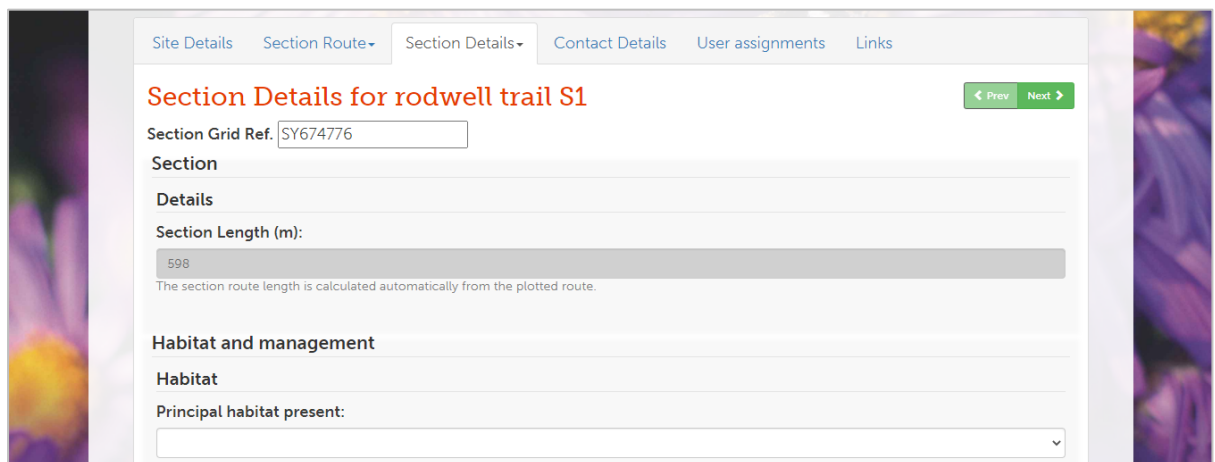 Site Details Section Route Section Details Contact Details User assignments Links
Section Details for rodwell trail S1
Prev Next
Section Grid Ref. SY674776
Section
Details
Section Length (m):
598
The section route length is calculated automatically from the plotted route.
Habitat and management
Habitat
Principal habitat present: